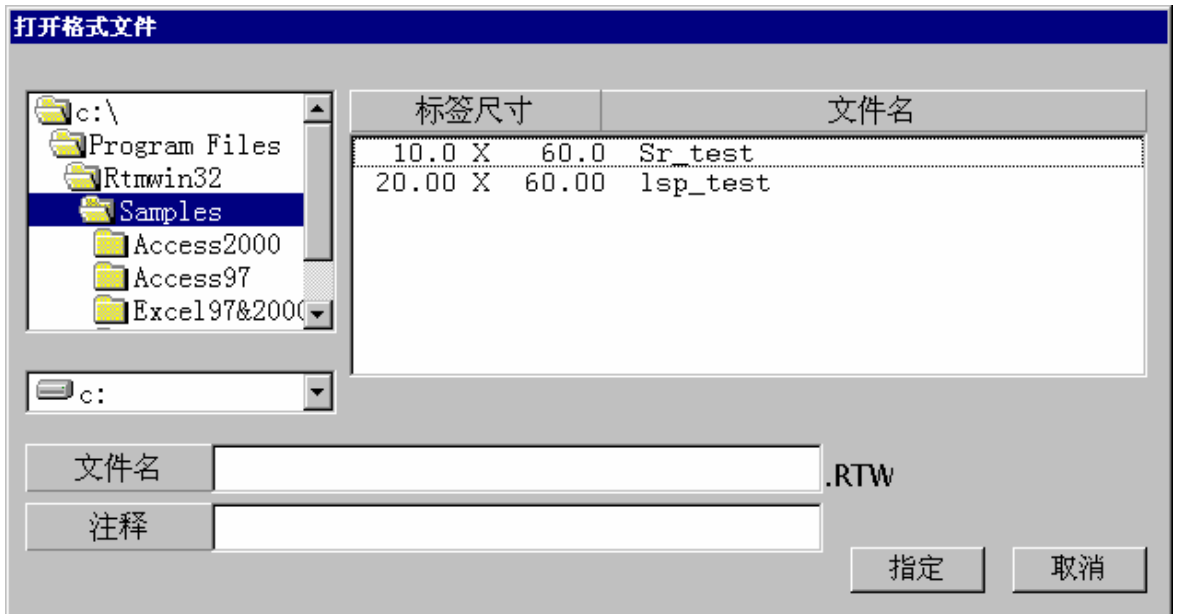 打开格式文件
c:\
Program Files
Rtmwin32
Samples
Access2000
Access97
Excel97&2000
c:
标签尺寸 文件名
10.0 X 60.0 Sr_test
20.00 X 60.00 lsp_test
文件名 .RTW
注释
指定 取消